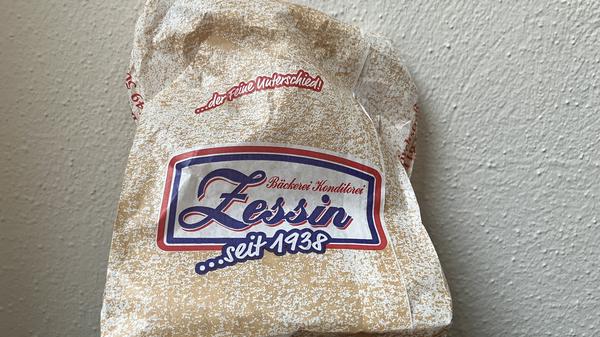 ...der Feine Unterschied!
Bäckerei Konditorei
Zessin
...seit 1938